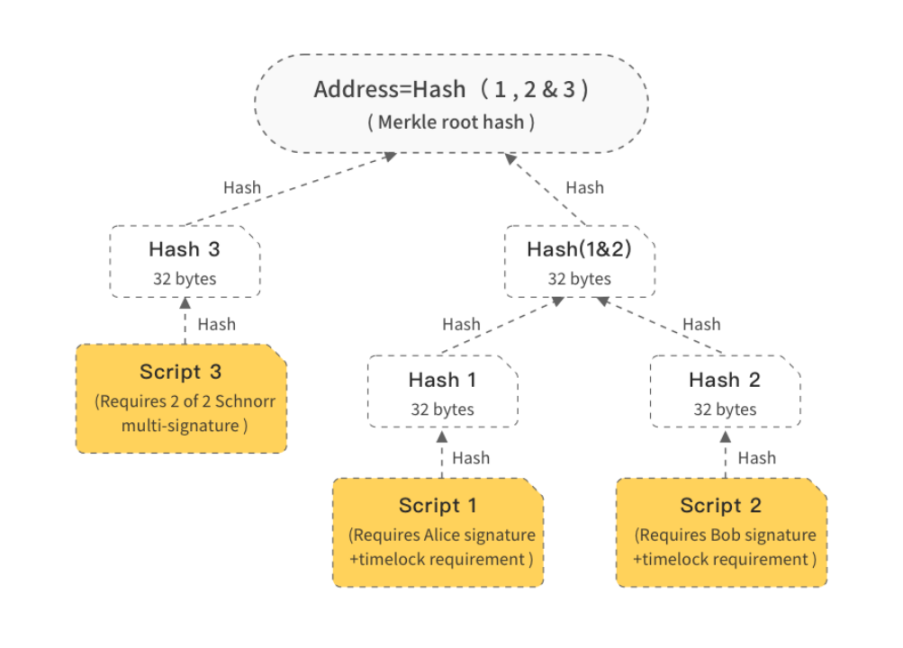 Address=Hash ( 1 , 2 & 3 )
( Merkle root hash )
Hash
Hash
Hash 3
32 bytes
Hash(1&2)
32 bytes
Hash
Hash
Hash
Script 3
(Requires 2 of 2 Schnorr
multi-signature )
Hash 1
32 bytes
Hash 2
32 bytes
Hash
Hash
Script 1
(Requires Alice signature
+timelock requirement )
Script 2
(Requires Bob signature
+timelock requirement )